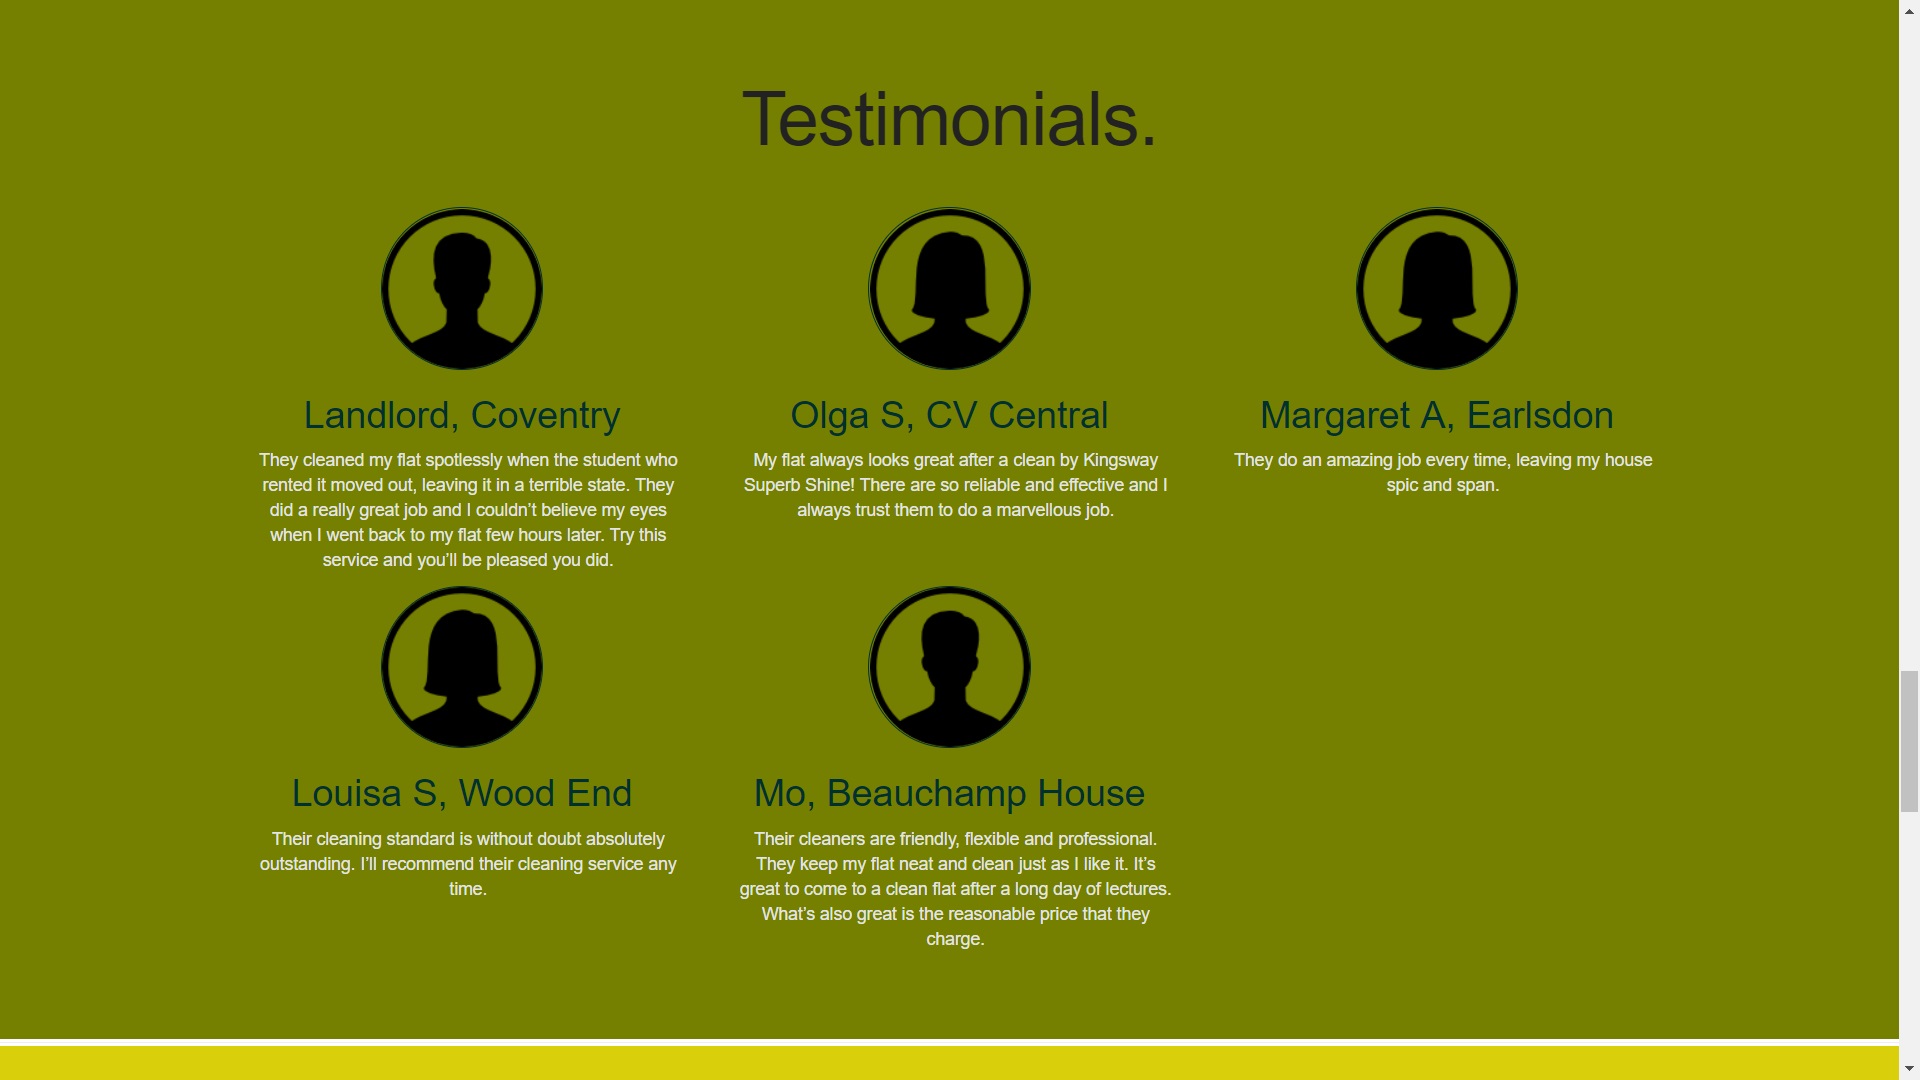 Testimonials.
Landlord, Coventry
They cleaned my flat spotlessly when the student who
rented it moved out, leaving it in a terrible state. They
did a really great job and I couldn’t believe my eyes
when I went back to my flat few hours later. Try this
service and you’ll be pleased you did.
Olga S, CV Central
My flat always looks great after a clean by Kingsway
Superb Shine! There are so reliable and effective and I
always trust them to do a marvellous job.
Margaret A, Earlsdon
They do an amazing job every time, leaving my house
spic and span.
Louisa S, Wood End
Their cleaning standard is without doubt absolutely
outstanding. I’ll recommend their cleaning service any
time.
Mo, Beauchamp House
Their cleaners are friendly, flexible and professional.
They keep my flat neat and clean just as I like it. It’s
great to come to a clean flat after a long day of lectures.
What’s also great is the reasonable price that they
charge.